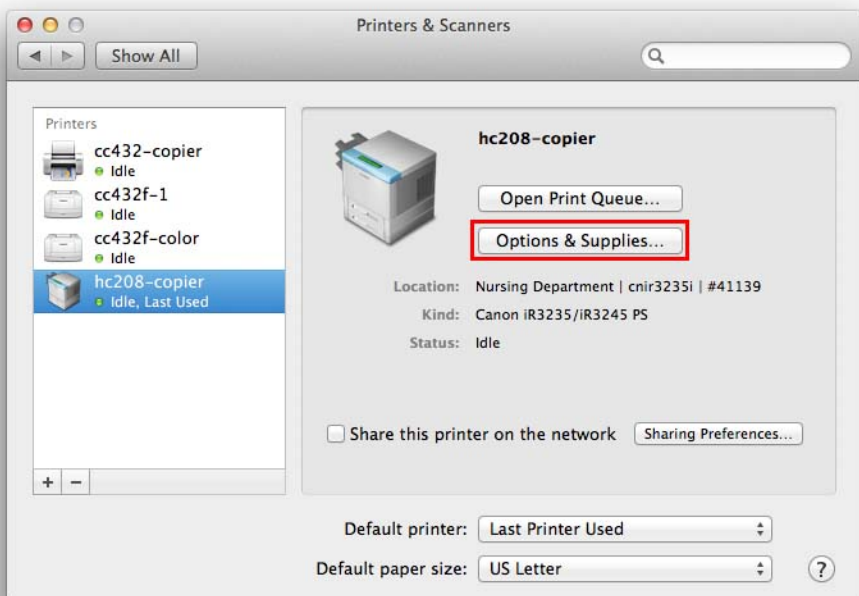 Printers & Scanners
Show All
Printers
cc432-copier
Idle
cc432f-1
Idle
cc432f-color
Idle
hc208-copier
Idle, Last Used
+ −
hc208-copier
Open Print Queue...
Options & Supplies...
Location: Nursing Department | cnir3235i | #41139
Kind: Canon iR3235/iR3245 PS
Status: Idle
Share this printer on the network Sharing Preferences...
Default printer: Last Printer Used
Default paper size: US Letter ?